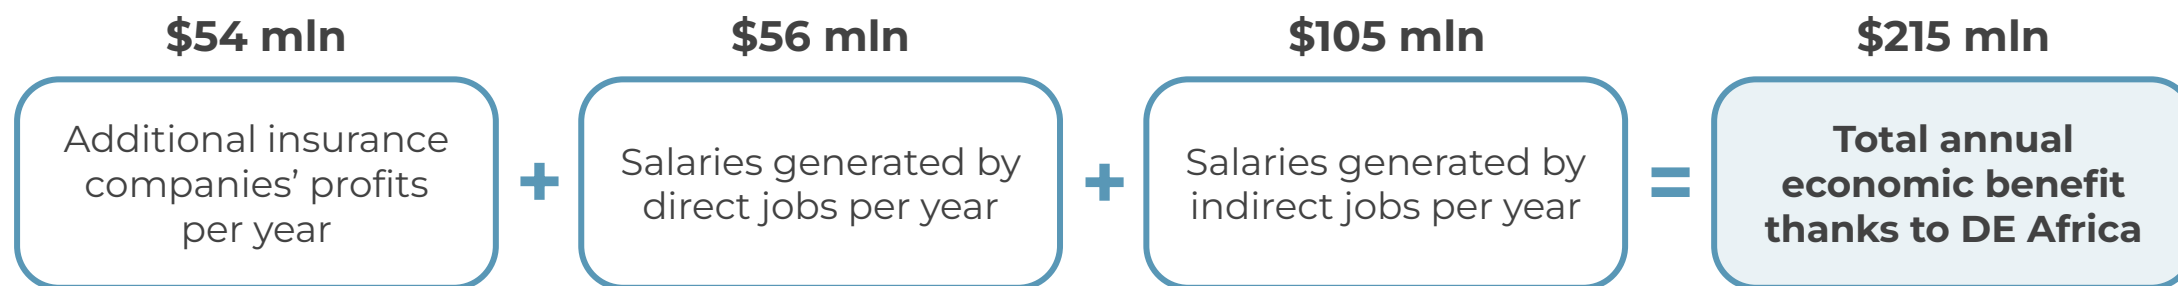 $54 mln
Additional insurance
companies’ profits
per year
+
$56 mln
Salaries generated by
direct jobs per year
+
$105 mln
Salaries generated by
indirect jobs per year
=
$215 mln
Total annual
economic benefit
thanks to DE Africa